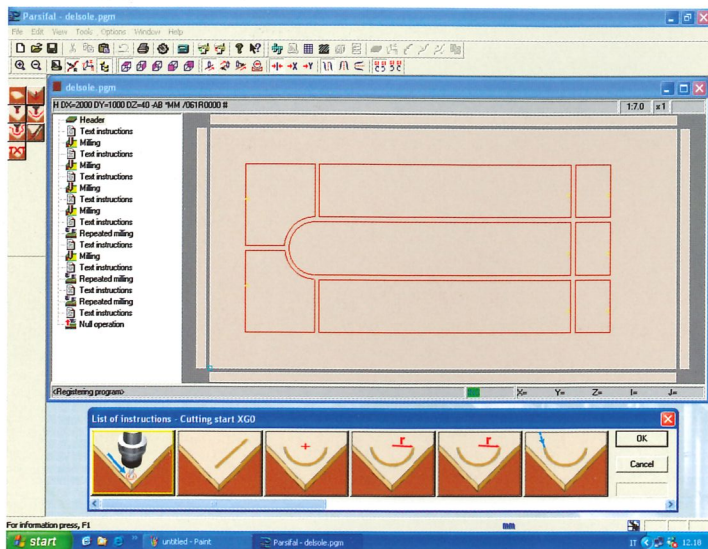 Parsifal - delsole.pgm
File Edit View Tools Options Window Help
delsole.pgm
H DX=2000 DY=1000 DZ=40 -AB *MM /061R0000 #
1:7.0 x1
Header
Text instructions
Milling
Text instructions
Milling
Text instructions
Milling
Text instructions
Milling
Text instructions
Repeated milling
Text instructions
Milling
Text instructions
Repeated milling
Text instructions
Repeated milling
Text instructions
Null operation
<Registering program>
X= Y= Z= I= J=
List of instructions - Cutting start XG0
r
r
OK
Cancel
For information press, F1
mm
start
untitled - Paint
Parsifal - delsole.pgm
IT
12.18